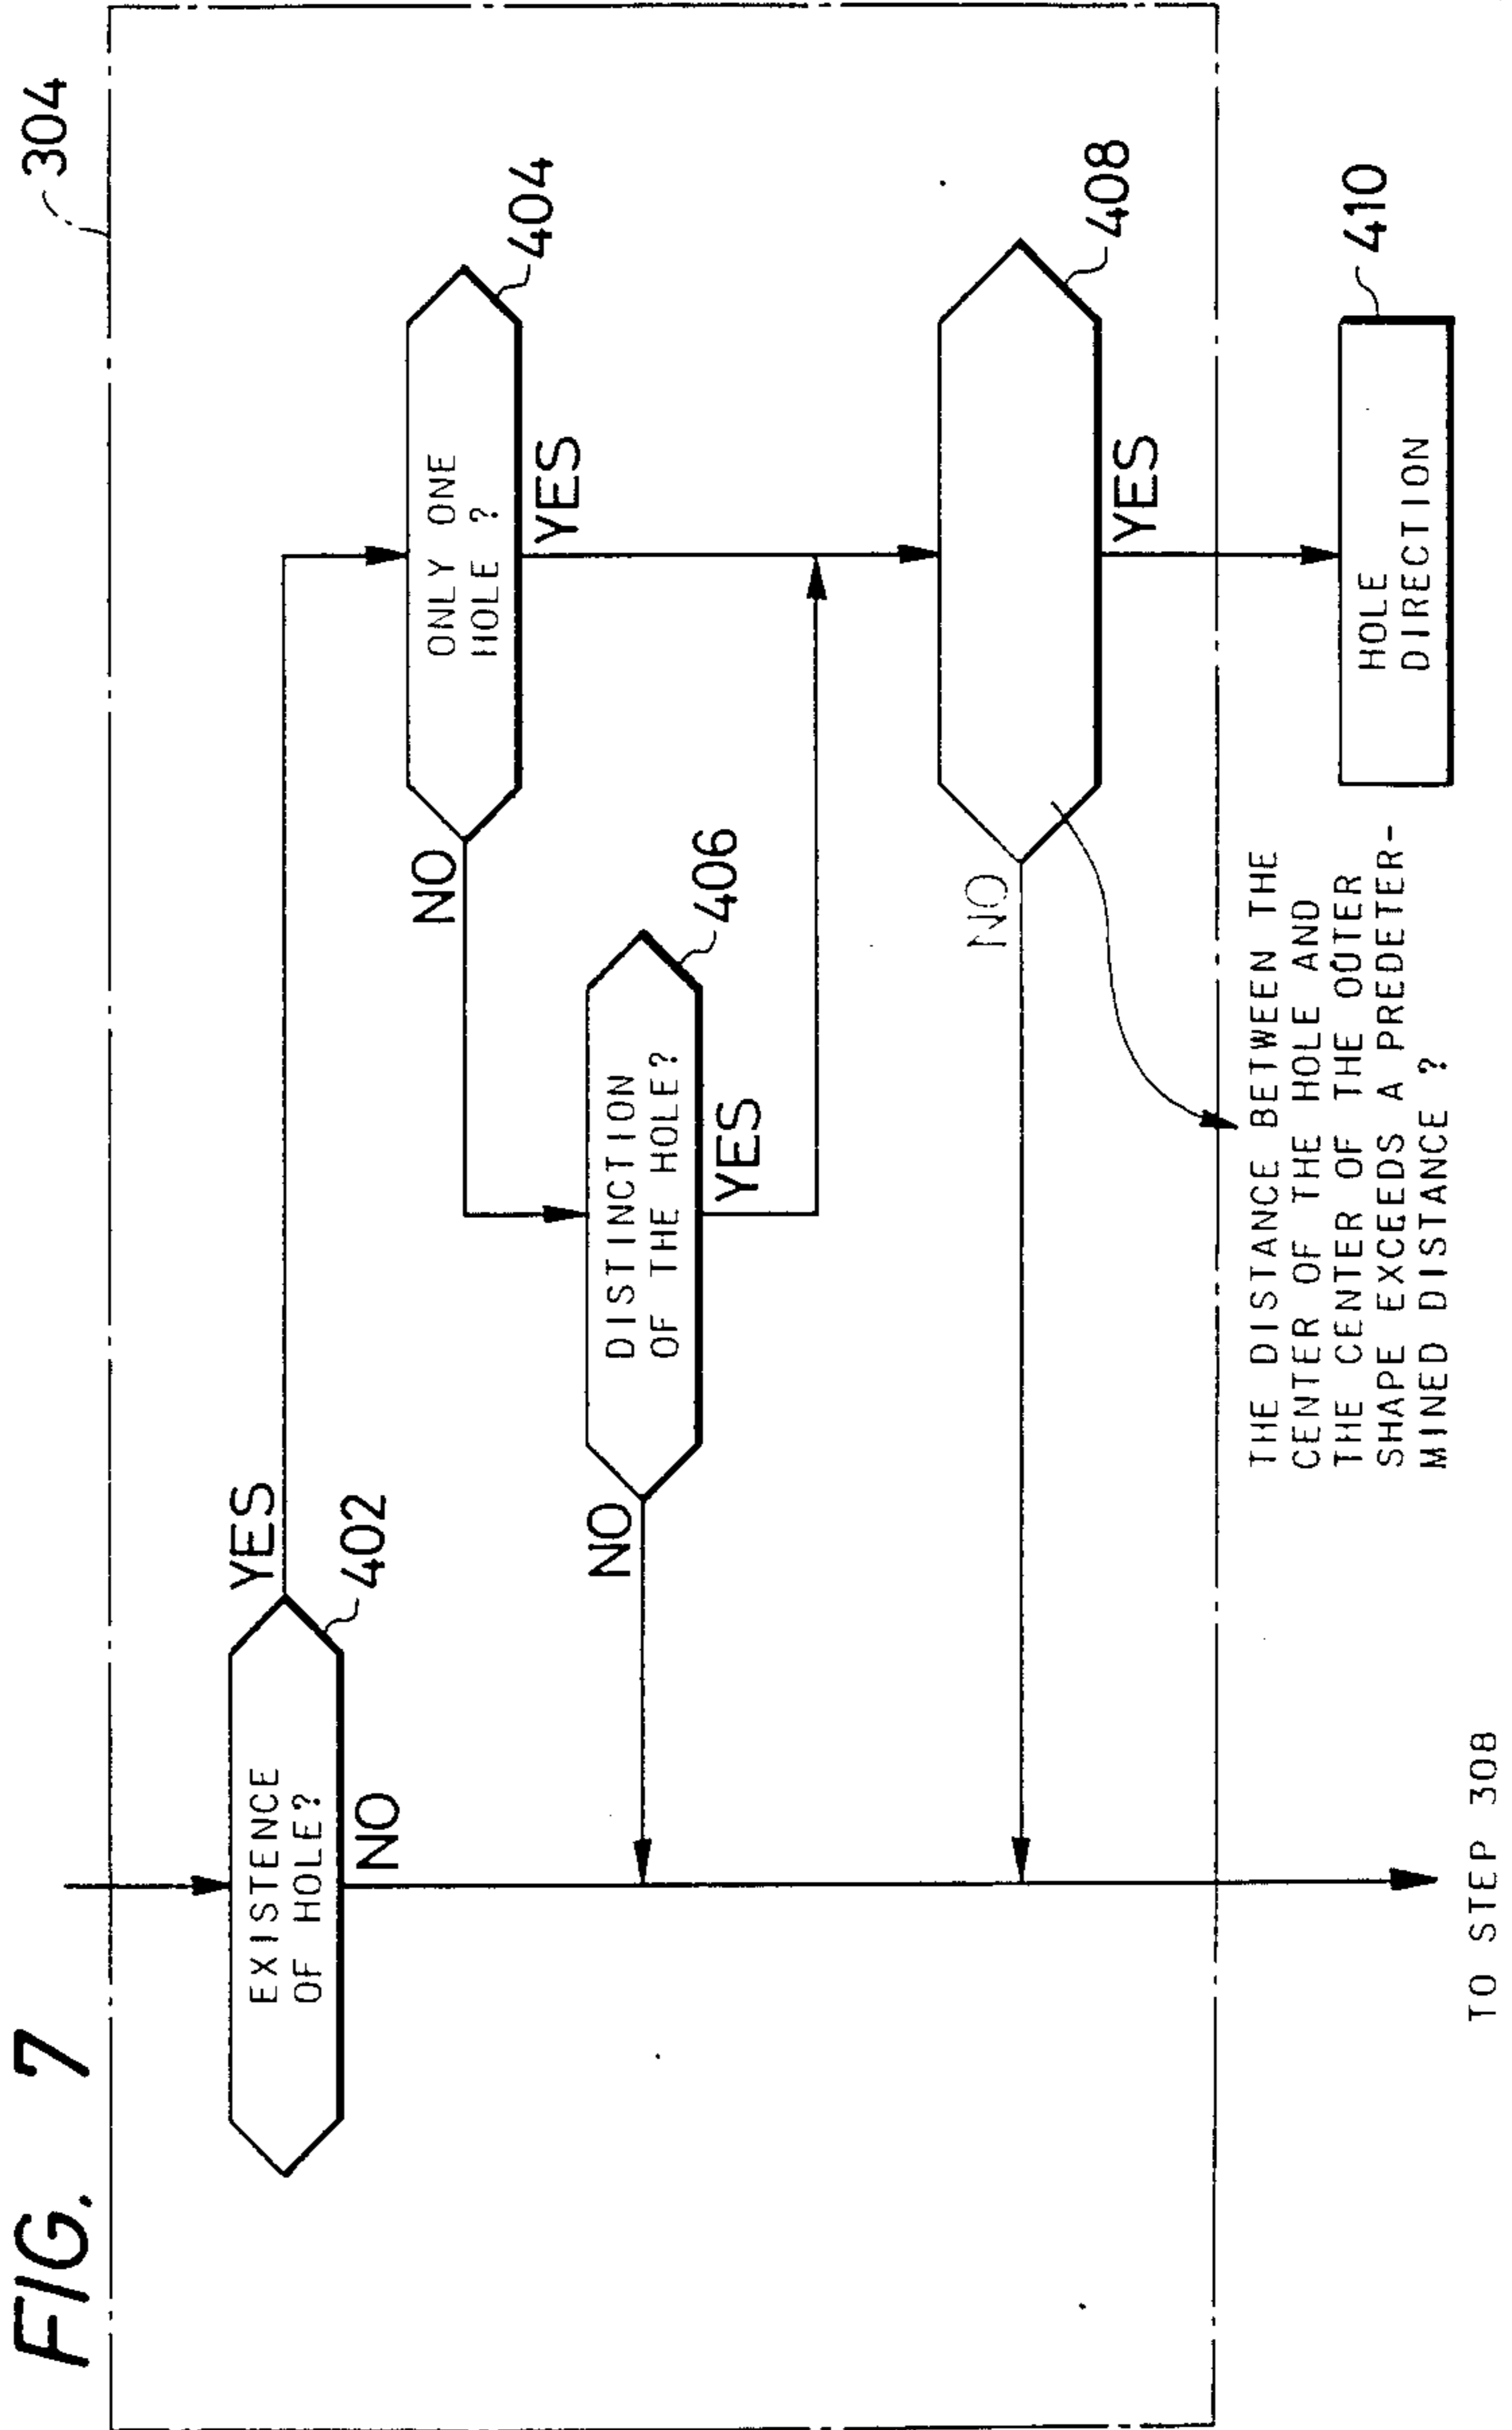 FIG. 7
304
EXISTENCE
OF HOLE?
YES
402
NO
ONLY ONE
HOLE ?
404
NO
YES
DISTINCTION
OF THE HOLE?
406
NO
YES
408
NO
YES
THE DISTANCE BETWEEN THE
CENTER OF THE HOLE AND
THE CENTER OF THE OUTER
SHAPE EXCEEDS A PREDETER-
MINED DISTANCE ?
HOLE
DIRECTION
410
TO STEP 308